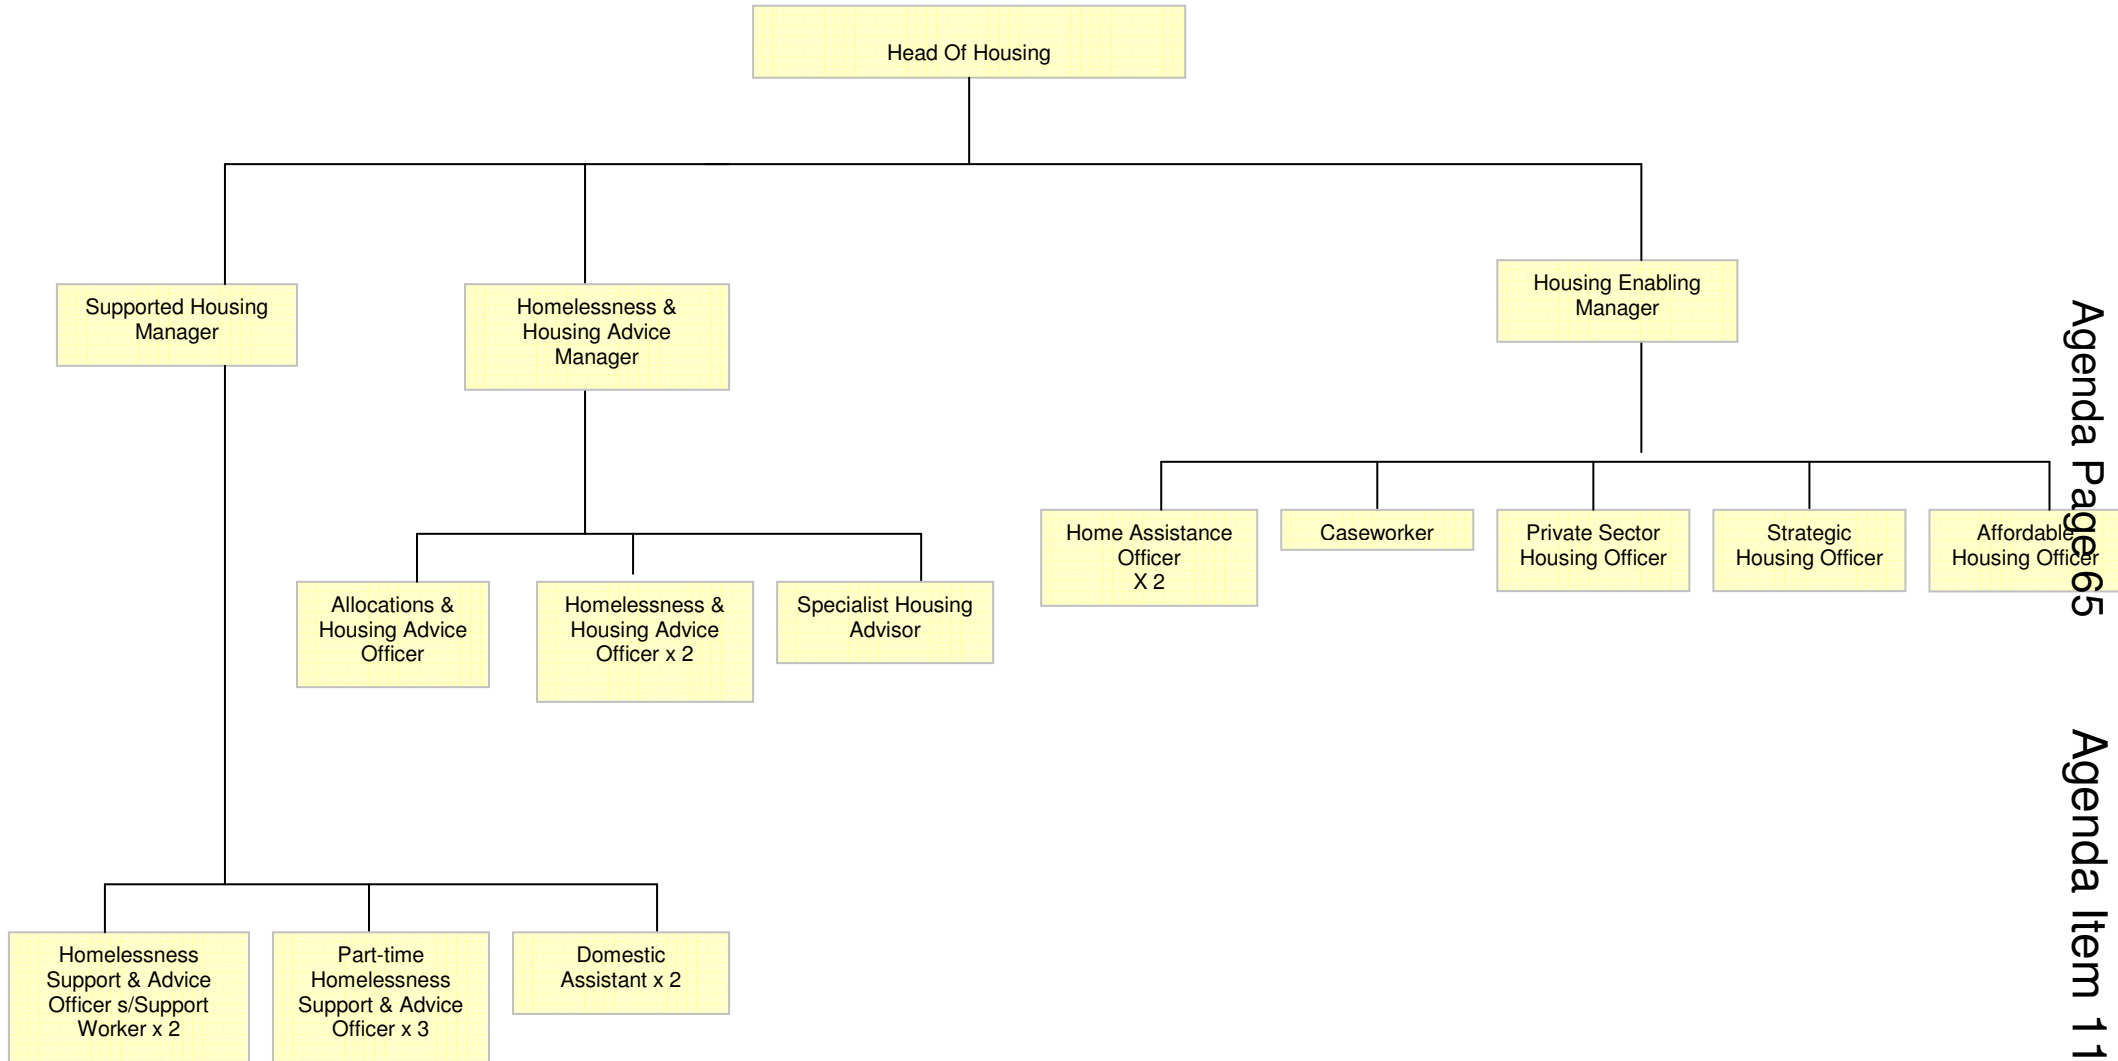 Head Of Housing
Supported Housing
Manager
Homelessness &
Housing Advice
Manager
Housing Enabling
Manager
Allocations &
Housing Advice
Officer
Homelessness &
Housing Advice
Officer x 2
Specialist Housing
Advisor
Home Assistance
Officer
X 2
Caseworker
Private Sector
Housing Officer
Strategic
Housing Officer
Affordable
Housing Officer
Homelessness
Support & Advice
Officer s/Support
Worker x 2
Part-time
Homelessness
Support & Advice
Officer x 3
Domestic
Assistant x 2
Agenda Page 65
Agenda Item 11